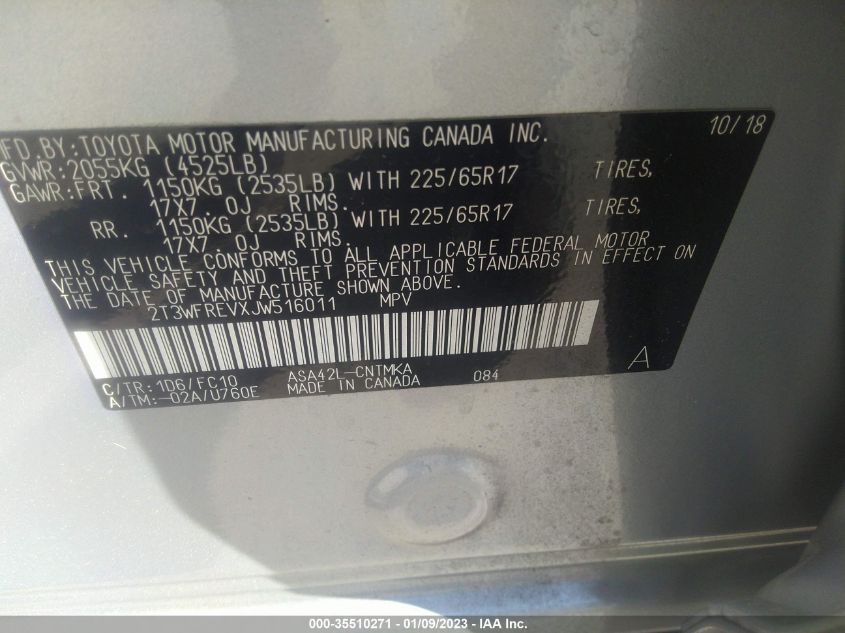 MFD BY:TOYOTA MOTOR MANUFACTURING CANADA INC. 10/18
GVWR:2055KG (4525LB)
GAWR:FRT. 1150KG (2535LB) WITH 225/65R17 TIRES,
17X7. 0J RIMS.
RR. 1150KG (2535LB) WITH 225/65R17 TIRES,
17X7. 0J RIMS.
THIS VEHICLE CONFORMS TO ALL APPLICABLE FEDERAL MOTOR
VEHICLE SAFETY AND THEFT PREVENTION STANDARDS IN EFFECT ON
THE DATE OF MANUFACTURE SHOWN ABOVE.
2T3WFREVXJW516011 MPV
C/TR:1D6/FC10 ASA42L-CNTMKA 084 A
A/TM:-02A/U760E MADE IN CANADA
000-35510271 - 01/09/2023 - IAA Inc.